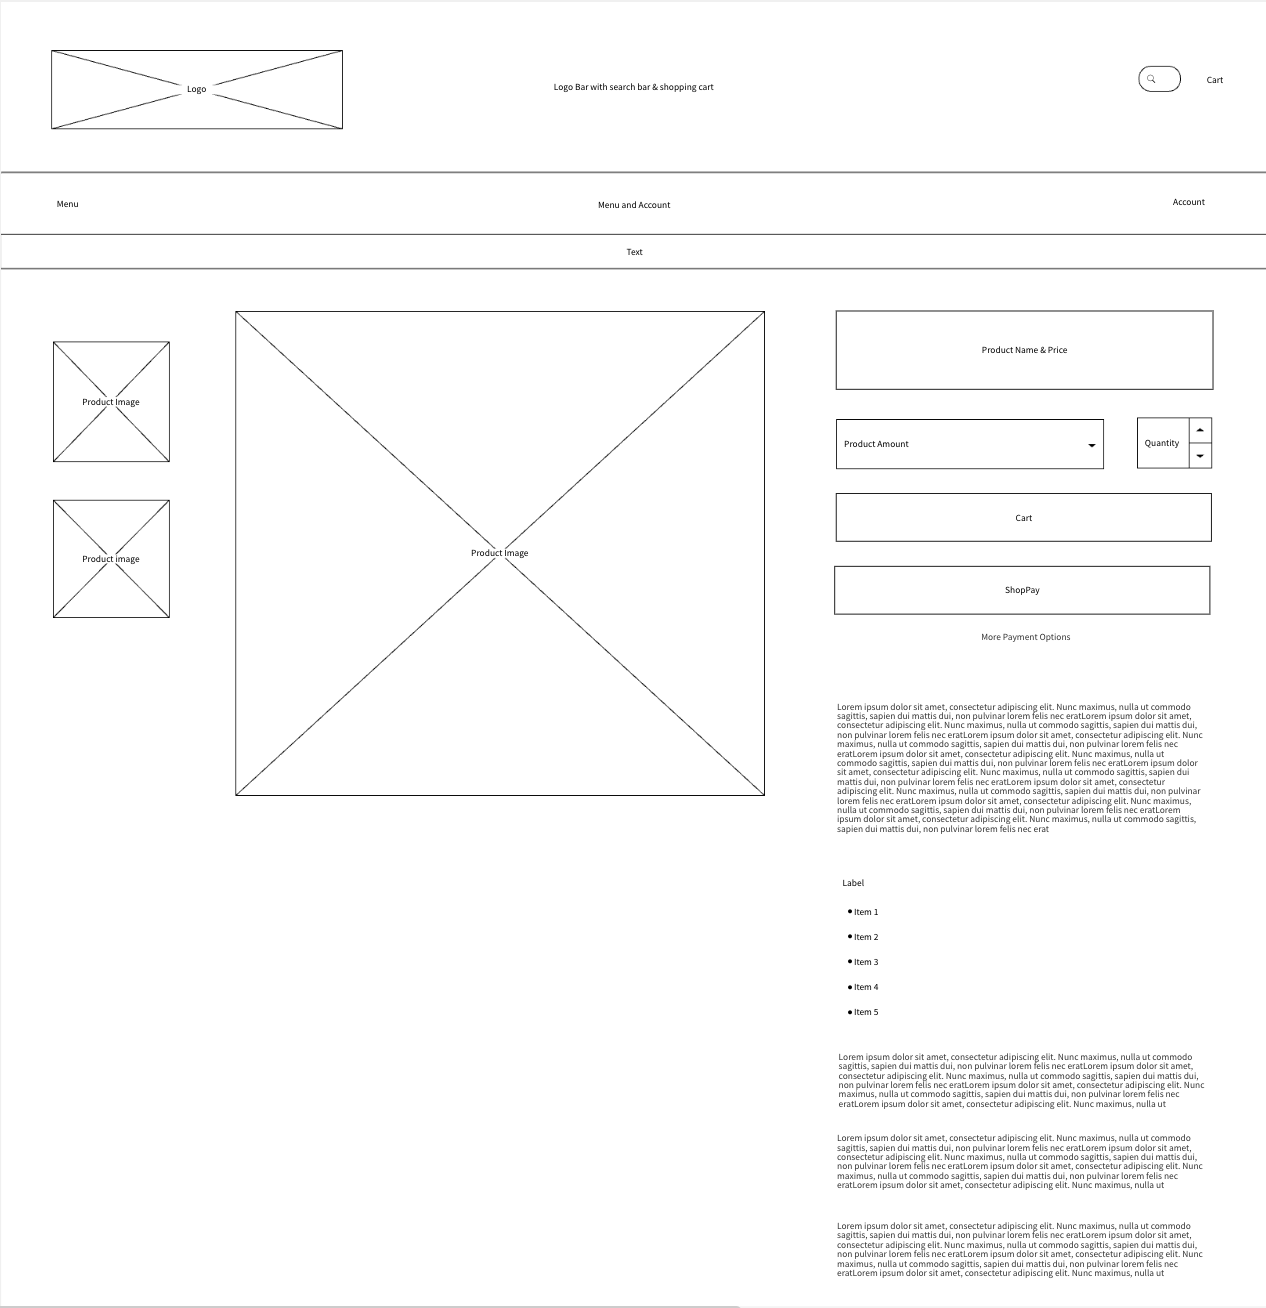 Logo
Logo Bar with search bar & shopping cart
Cart
Menu
Menu and Account
Account
Text
Product Image
Product image
Product Image
Product Name & Price
Product Amount
Quantity
Cart
ShopPay
More Payment Options
Lorem ipsum dolor sit amet, consectetur adipiscing elit. Nunc maximus, nulla ut commodo
sagittis, sapien dui mattis dui, non pulvinar lorem felis nec eratLorem ipsum dolor sit amet,
consectetur adipiscing elit. Nunc maximus, nulla ut commodo sagittis, sapien dui mattis dui,
non pulvinar lorem felis nec eratLorem ipsum dolor sit amet, consectetur adipiscing elit. Nunc
maximus, nulla ut commodo sagittis, sapien dui mattis dui, non pulvinar lorem felis nec
eratLorem ipsum dolor sit amet, consectetur adipiscing elit. Nunc maximus, nulla ut
commodo sagittis, sapien dui mattis dui, non pulvinar lorem felis nec eratLorem ipsum dolor
sit amet, consectetur adipiscing elit. Nunc maximus, nulla ut commodo sagittis, sapien dui
mattis dui, non pulvinar lorem felis nec eratLorem ipsum dolor sit amet, consectetur
adipiscing elit. Nunc maximus, nulla ut commodo sagittis, sapien dui mattis dui, non pulvinar
lorem felis nec eratLorem ipsum dolor sit amet, consectetur adipiscing elit. Nunc maximus,
nulla ut commodo sagittis, sapien dui mattis dui, non pulvinar lorem felis nec eratLorem
ipsum dolor sit amet, consectetur adipiscing elit. Nunc maximus, nulla ut commodo sagittis,
sapien dui mattis dui, non pulvinar lorem felis nec erat
Label
Item 1
Item 2
Item 3
Item 4
Item 5
Lorem ipsum dolor sit amet, consectetur adipiscing elit. Nunc maximus, nulla ut commodo
sagittis, sapien dui mattis dui, non pulvinar lorem felis nec eratLorem ipsum dolor sit amet,
consectetur adipiscing elit. Nunc maximus, nulla ut commodo sagittis, sapien dui mattis dui,
non pulvinar lorem felis nec eratLorem ipsum dolor sit amet, consectetur adipiscing elit. Nunc
maximus, nulla ut commodo sagittis, sapien dui mattis dui, non pulvinar lorem felis nec
eratLorem ipsum dolor sit amet, consectetur adipiscing elit. Nunc maximus, nulla ut
Lorem ipsum dolor sit amet, consectetur adipiscing elit. Nunc maximus, nulla ut commodo
sagittis, sapien dui mattis dui, non pulvinar lorem felis nec eratLorem ipsum dolor sit amet,
consectetur adipiscing elit. Nunc maximus, nulla ut commodo sagittis, sapien dui mattis dui,
non pulvinar lorem felis nec eratLorem ipsum dolor sit amet, consectetur adipiscing elit. Nunc
maximus, nulla ut commodo sagittis, sapien dui mattis dui, non pulvinar lorem felis nec
eratLorem ipsum dolor sit amet, consectetur adipiscing elit. Nunc maximus, nulla ut
Lorem ipsum dolor sit amet, consectetur adipiscing elit. Nunc maximus, nulla ut commodo
sagittis, sapien dui mattis dui, non pulvinar lorem felis nec eratLorem ipsum dolor sit amet,
consectetur adipiscing elit. Nunc maximus, nulla ut commodo sagittis, sapien dui mattis dui,
non pulvinar lorem felis nec eratLorem ipsum dolor sit amet, consectetur adipiscing elit. Nunc
maximus, nulla ut commodo sagittis, sapien dui mattis dui, non pulvinar lorem felis nec
eratLorem ipsum dolor sit amet, consectetur adipiscing elit. Nunc maximus, nulla ut